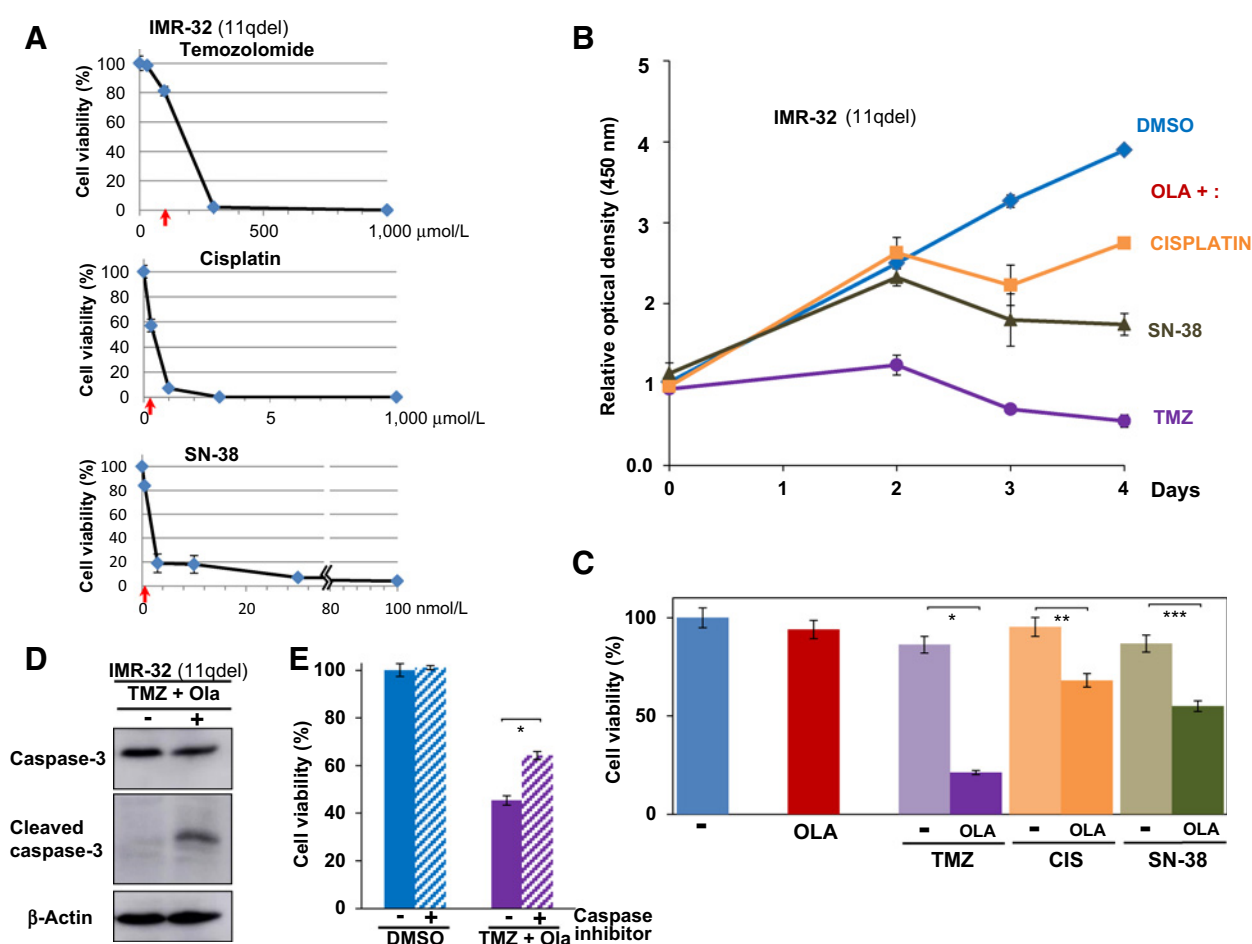 A
IMR-32 (11qdel)
Temozolomide
Cell viability (%)
100
80
60
40
20
0
0 500 1,000 μmol/L
Cisplatin
Cell viability (%)
100
80
60
40
20
0
0 5 1,000 μmol/L
SN-38
Cell viability (%)
100
80
60
40
20
0
0 20 80 100 nmol/L
B
IMR-32 (11qdel)
Relative optical density (450 nm)
5
4
3
2
1
0.0
0 1 2 3 4 Days
DMSO
OLA + :
CISPLATIN
SN-38
TMZ
C
Cell viability (%)
100
50
0
* ** ***
- OLA - OLA - OLA - OLA
TMZ CIS SN-38
D
IMR-32 (11qdel)
TMZ + Ola
- +
Caspase-3
Cleaved
caspase-3
β-Actin
E
Cell viability (%)
100
80
60
40
20
0
*
- + - + Caspase
DMSO TMZ + Ola inhibitor